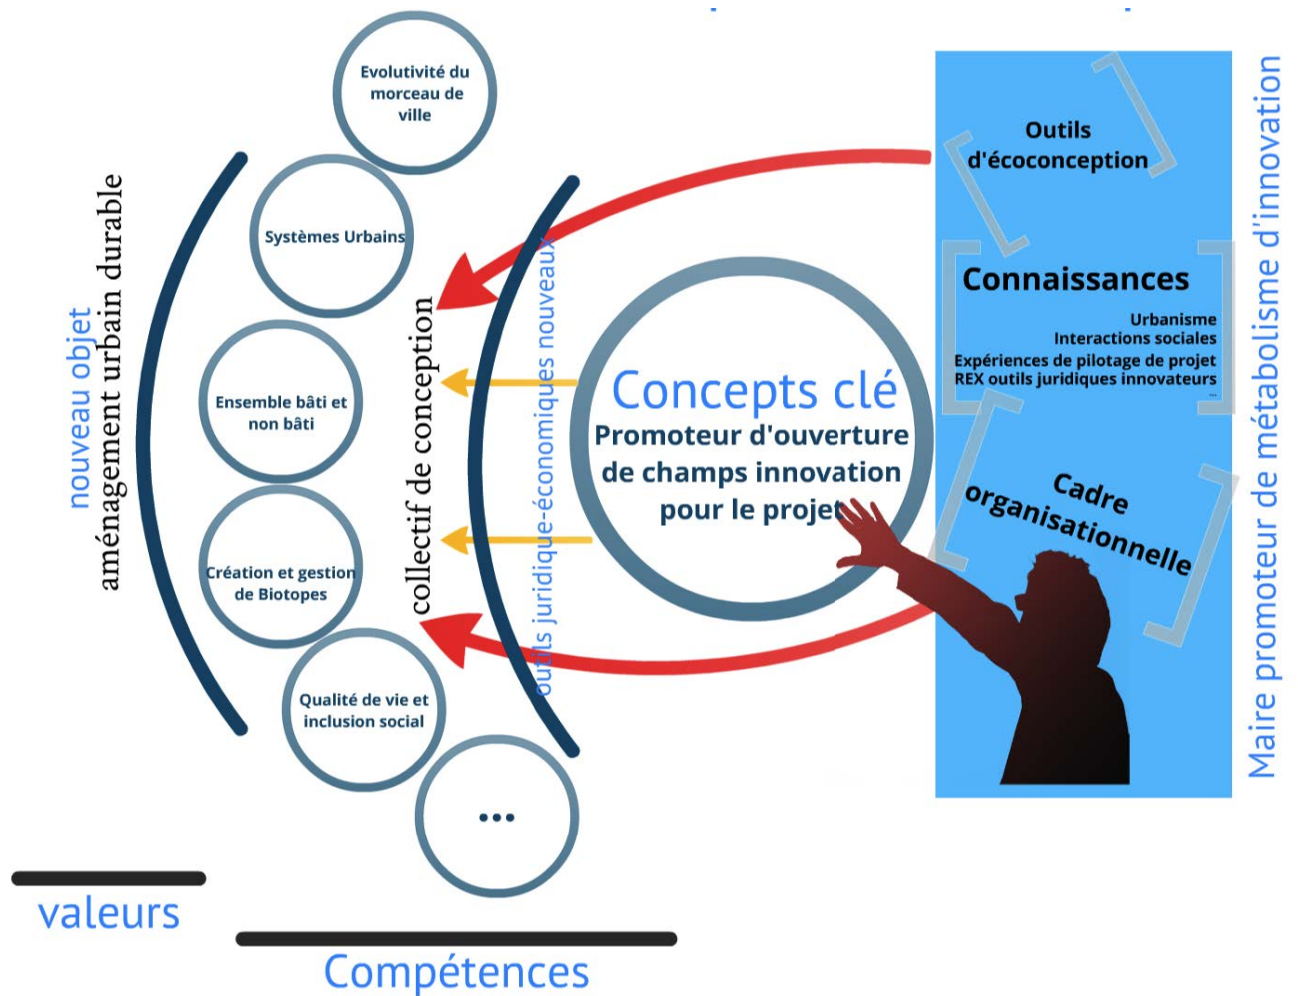 Evolutivité du
morceau de
ville
Systèmes Urbains
Ensemble bâti et
non bâti
Création et gestion
de Biotopes
Qualité de vie et
inclusion social
...
nouveau objet
aménagement urbain durable
collectif de conception
outils juridique-économiques nouveaux
Concepts clé
Promoteur d'ouverture
de champs innovation
pour le projet
Outils
d'écoconception
Connaissances
Urbanisme
Interactions sociales
Expériences de pilotage de projet
REX outils juridiques innovateurs
...
Cadre
organisationnelle
Maire promoteur de métabolisme d'innovation
valeurs
Compétences